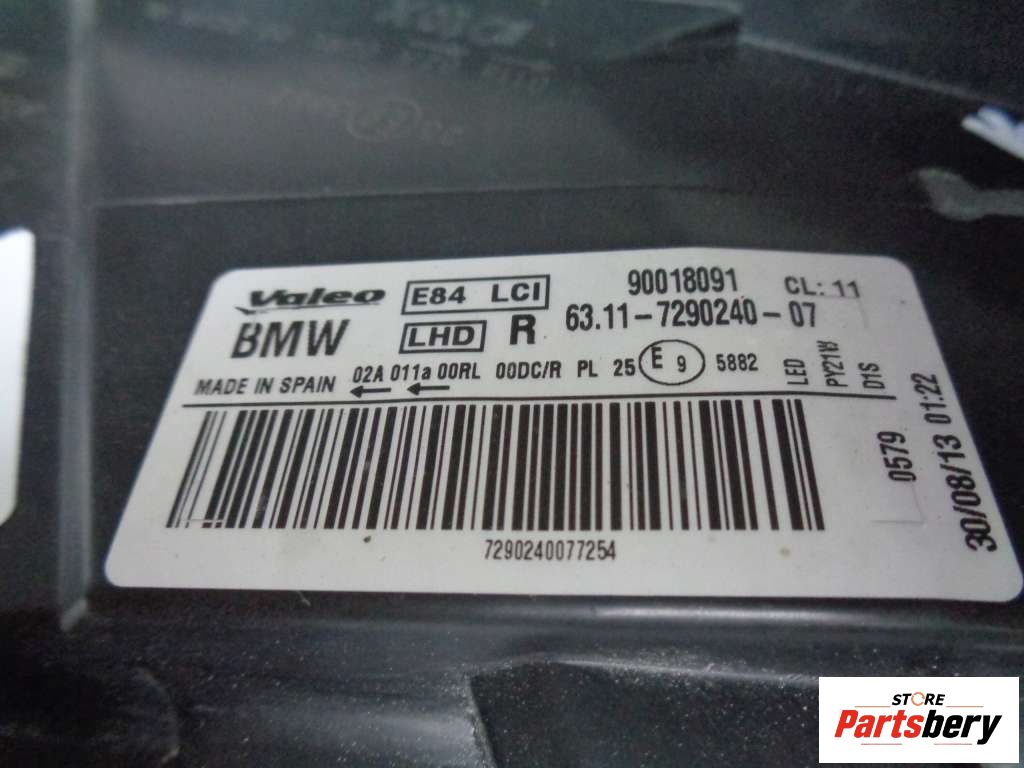 Valeo E84 LCI 90018091 CL: 11
BMW LHD R 63.11-7290240-07
MADE IN SPAIN 02A 011a 00RL 00DC/R PL 25 E 9 5882
LED
PY21W
D1S
0579
30/08/13 01:22
7290240077254
STORE
Partsbery